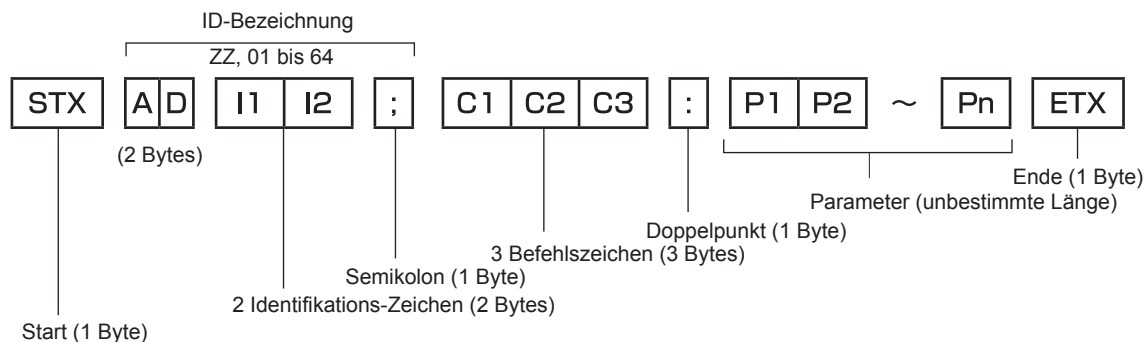 ID-Bezeichnung
ZZ, 01 bis 64
STX A D I1 I2 ; C1 C2 C3 : P1 P2 ～ Pn ETX
(2 Bytes)
Ende (1 Byte)
Parameter (unbestimmte Länge)
Doppelpunkt (1 Byte)
3 Befehlszeichen (3 Bytes)
Semikolon (1 Byte)
2 Identifikations-Zeichen (2 Bytes)
Start (1 Byte)